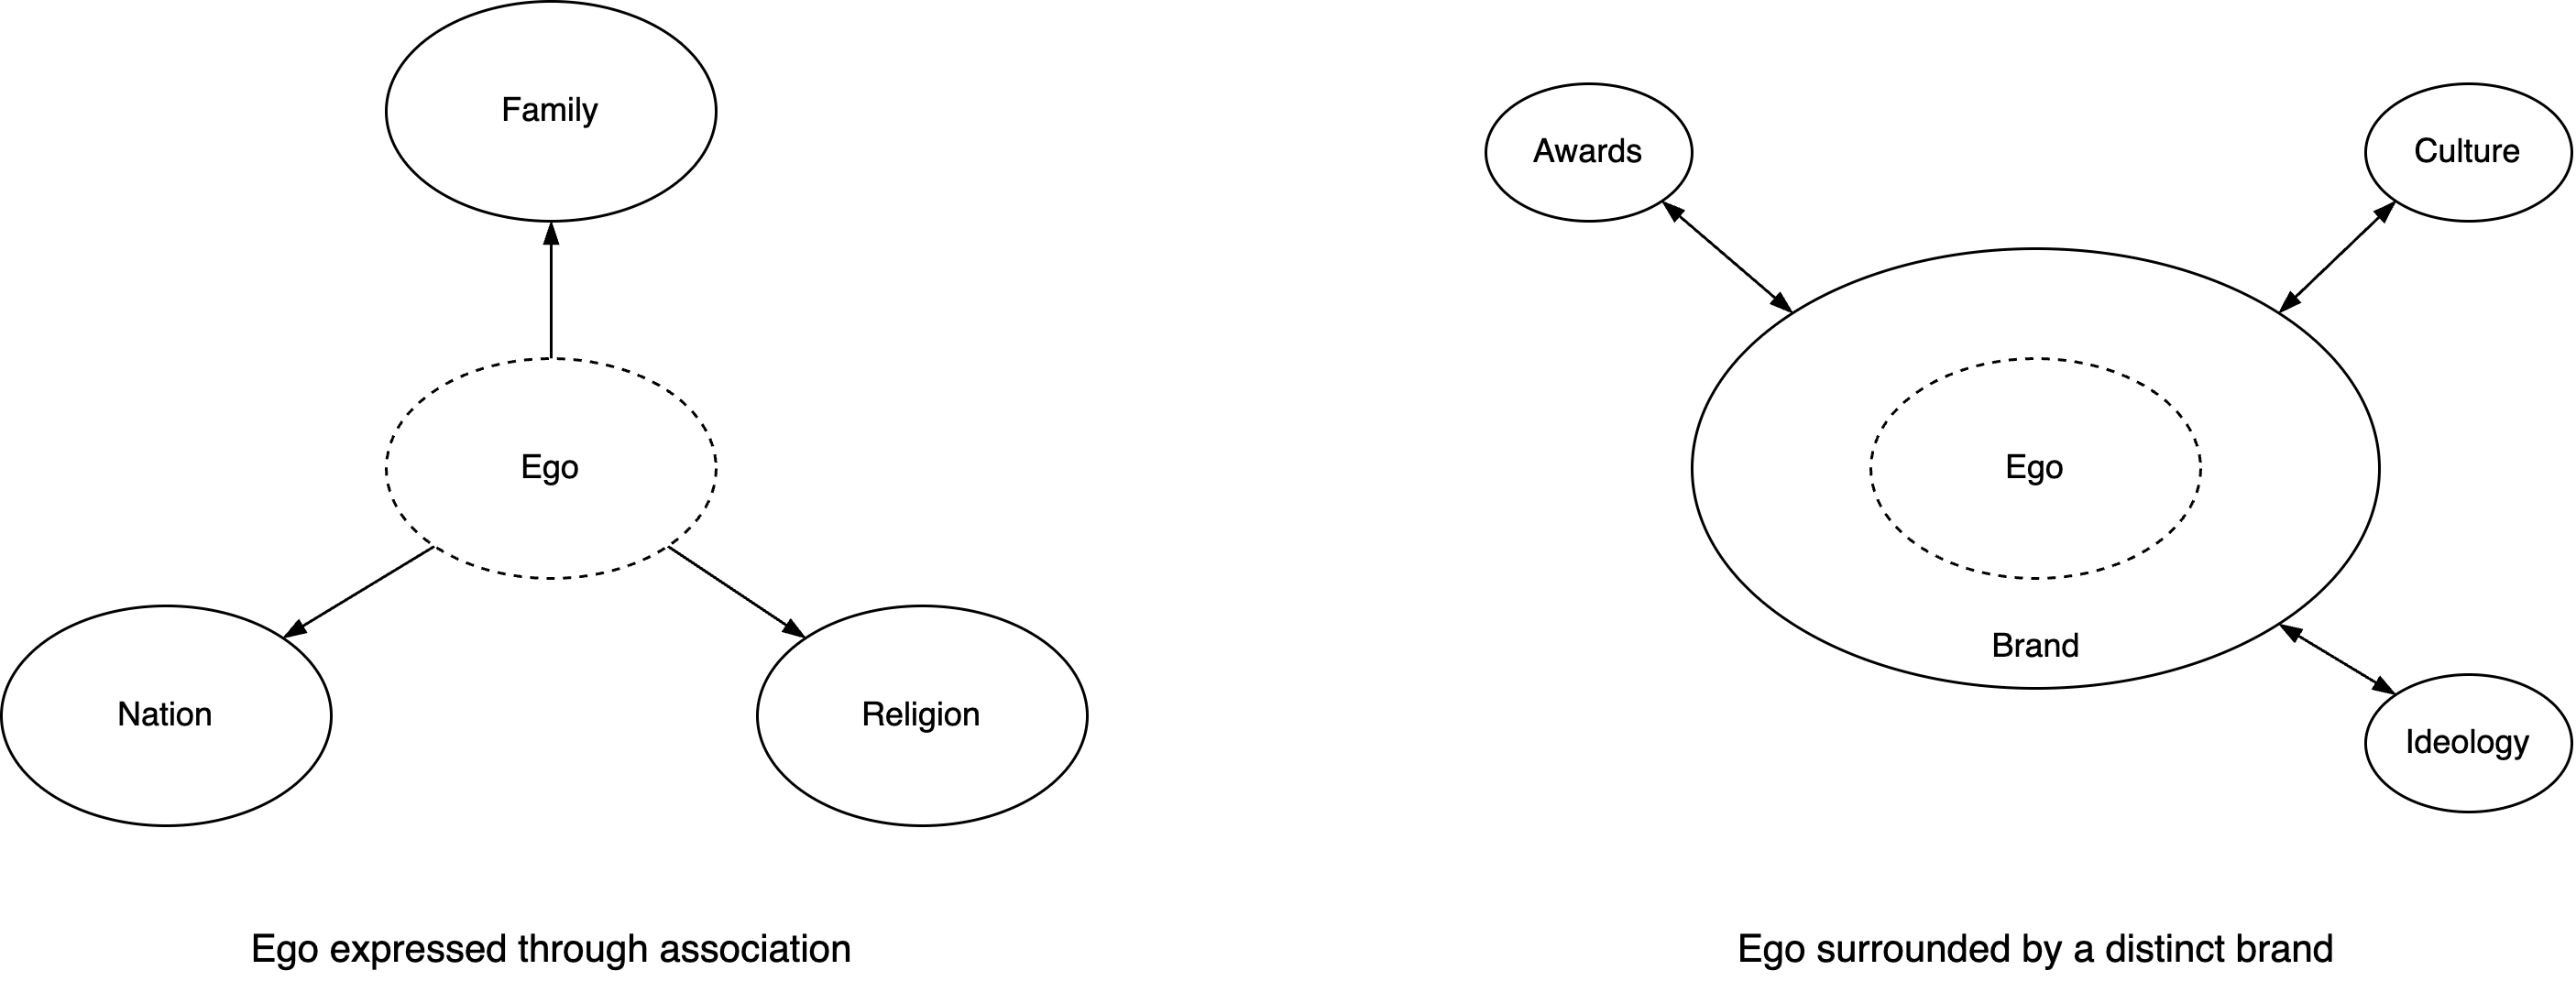 Family
Ego
Nation
Religion
Ego expressed through association
Awards
Culture
Ego
Brand
Ideology
Ego surrounded by a distinct brand